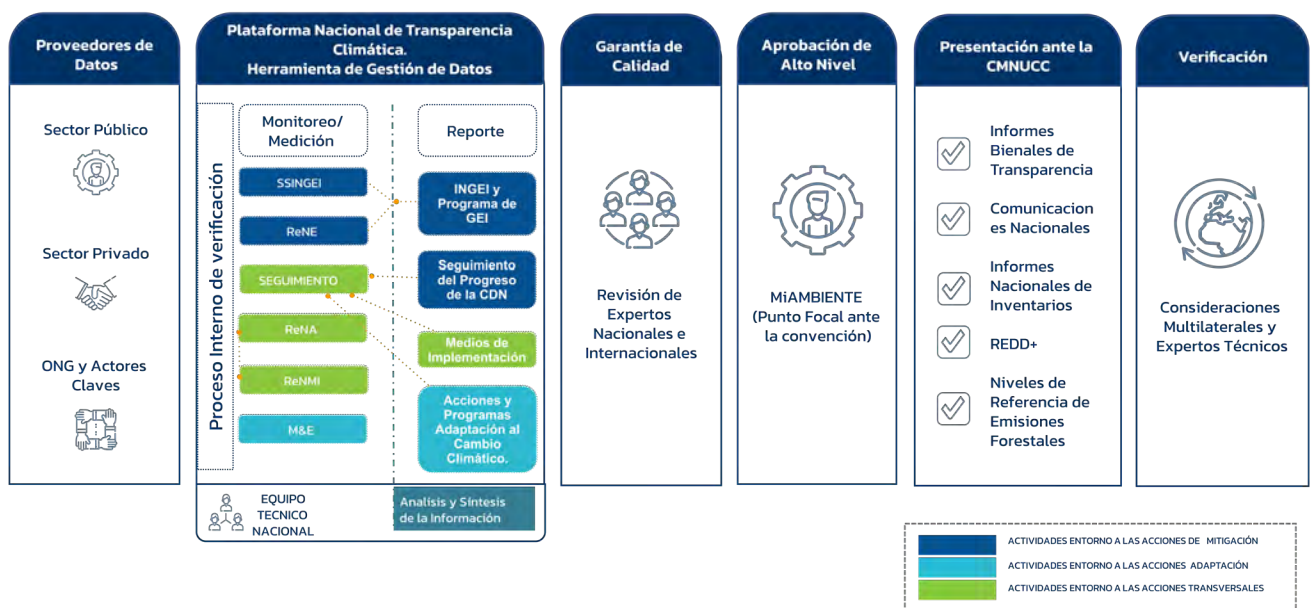 Proveedores de
Datos
Sector Público
Sector Privado
ONG y Actores
Claves
Plataforma Nacional de Transparencia
Climática.
Herramienta de Gestión de Datos
Proceso Interno de verificación
Monitoreo/
Medición
SSINGEI
ReNE
SEGUIMIENTO
ReNA
ReNMI
M&E
Reporte
INGEI y
Programa de
GEI
Seguimiento
del Progreso
de la CDN
Medios de
Implementación
Acciones y
Programas
Adaptación al
Cambio
Climático.
EQUIPO
TECNICO
NACIONAL
Analisis y Síntesis
de la Información
Garantía de
Calidad
Revisión de
Expertos
Nacionales e
Internacionales
Aprobación de
Alto Nivel
MiAMBIENTE
(Punto Focal ante
la convención)
Presentación ante la
CMNUCC
Informes
Bienales de
Transparencia
Comunicacion
es Nacionales
Informes
Nacionales de
Inventarios
REDD+
Niveles de
Referencia de
Emisiones
Forestales
Verificación
Consideraciones
Multilaterales y
Expertos Técnicos
ACTIVIDADES ENTORNO A LAS ACCIONES DE MITIGACIÓN
ACTIVIDADES ENTORNO A LAS ACCIONES ADAPTACIÓN
ACTIVIDADES ENTORNO A LAS ACCIONES TRANSVERSALES